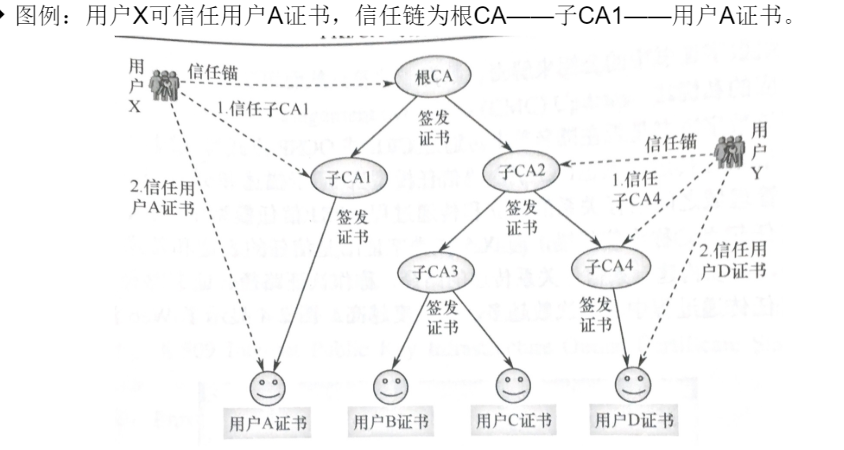 图例：用户X可信任用户A证书，信任链为根CA——子CA1——用户A证书。
用户X
信任锚
根CA
1.信任子CA1
签发证书
信任锚
用户Y
子CA1
子CA2
1.信任
子CA4
2.信任用
户A证书
签发证书
签发证书
2.信任用
户D证书
子CA3
子CA4
签发证书
签发证书
用户A证书
用户B证书
用户C证书
用户D证书